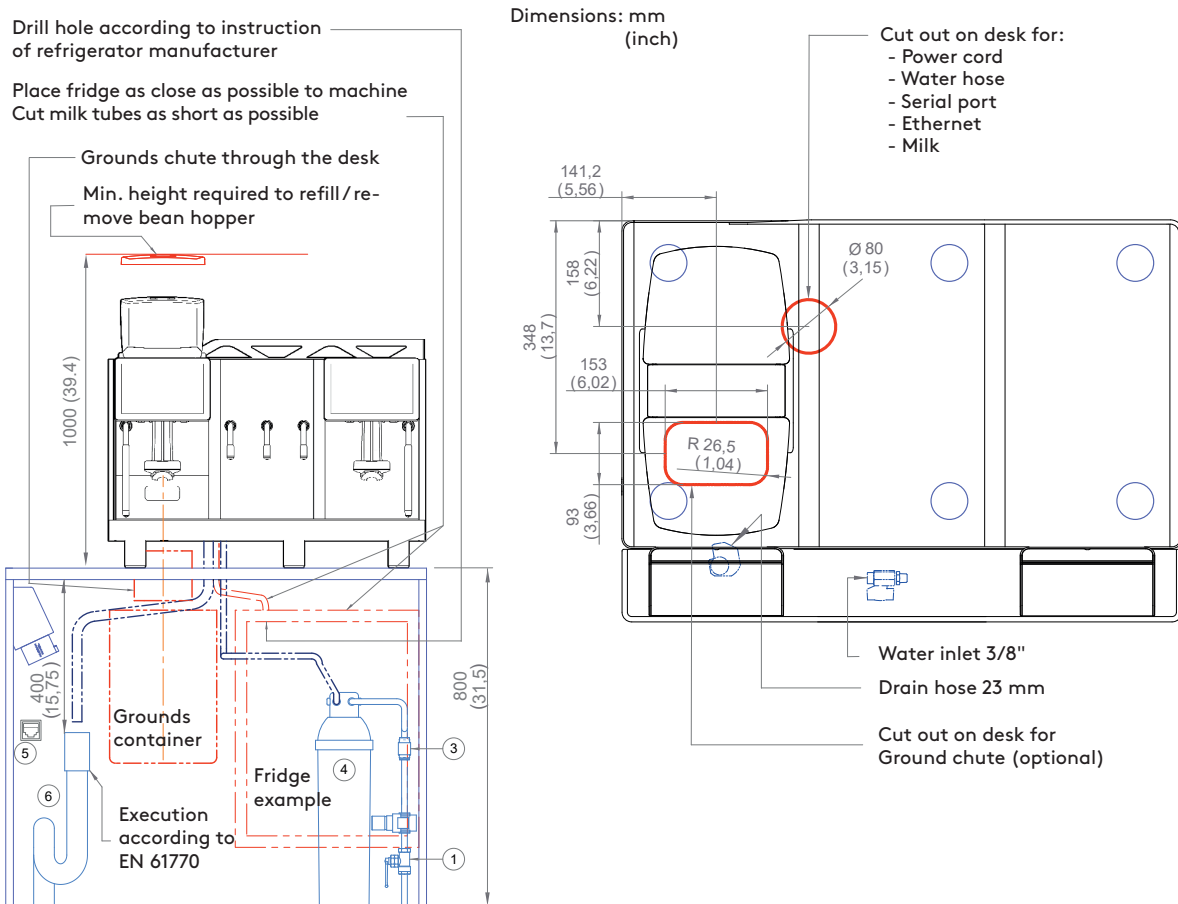 Drill hole according to instruction
of refrigerator manufacturer
Place fridge as close as possible to machine
Cut milk tubes as short as possible
Grounds chute through the desk
Min. height required to refill/re-
move bean hopper
1000 (39.4)
400
(15,75)
800
(31.5)
Grounds
container
Fridge
example
Execution
according to
EN 61770
5
6
4
3
1
Dimensions: mm
(inch)
Cut out on desk for:
- Power cord
- Water hose
- Serial port
- Ethernet
- Milk
141,2
(5,56)
158
(6,22)
348
(13,7)
Ø 80
(3,15)
153
(6,02)
R 26,5
(1,04)
93
(3,66)
Water inlet 3/8"
Drain hose 23 mm
Cut out on desk for
Ground chute (optional)